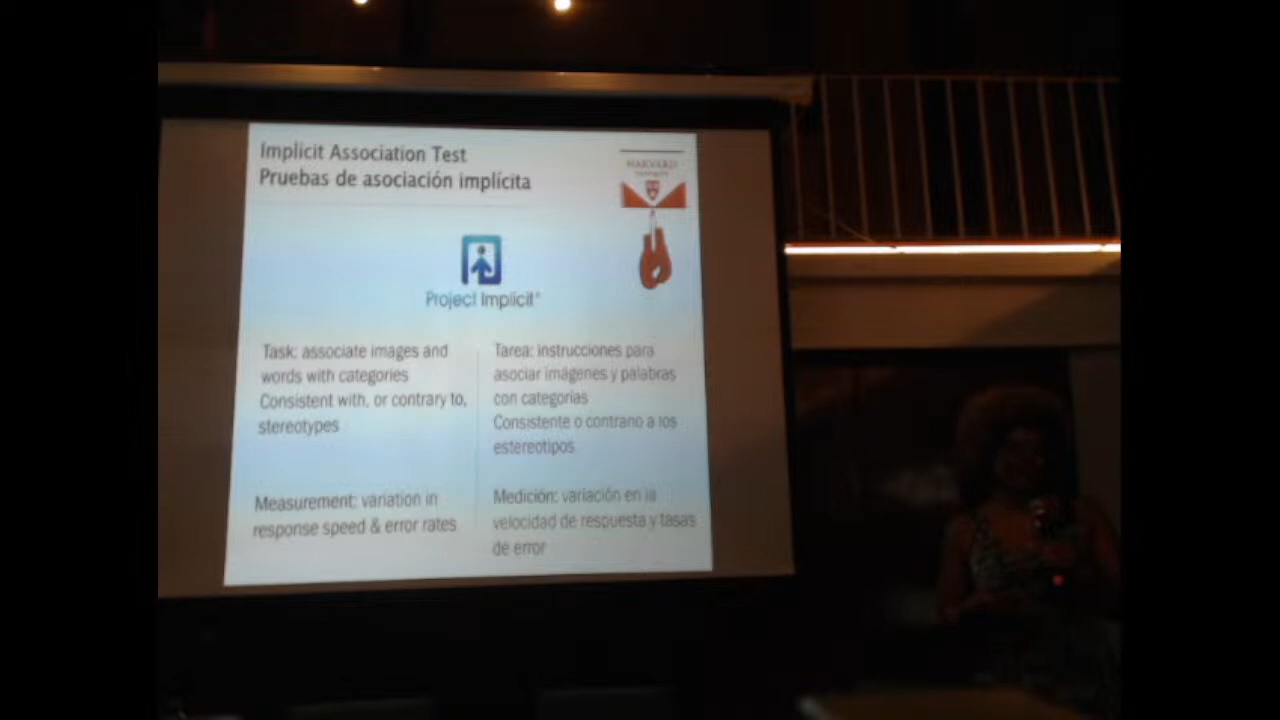 Implicit Association Test
Pruebas de asociación implícita
HARVARD
Project Implicit
Task: associate images and
words with categories
Consistent with, or contrary to,
stereotypes
Measurement: variation in
response speed & error rates
Tarea: instrucciones para
asociar imágenes y palabras
con categorías
Consistente o contrario a los
estereotipos
Medición: variación en la
velocidad de respuesta y tasas
de error